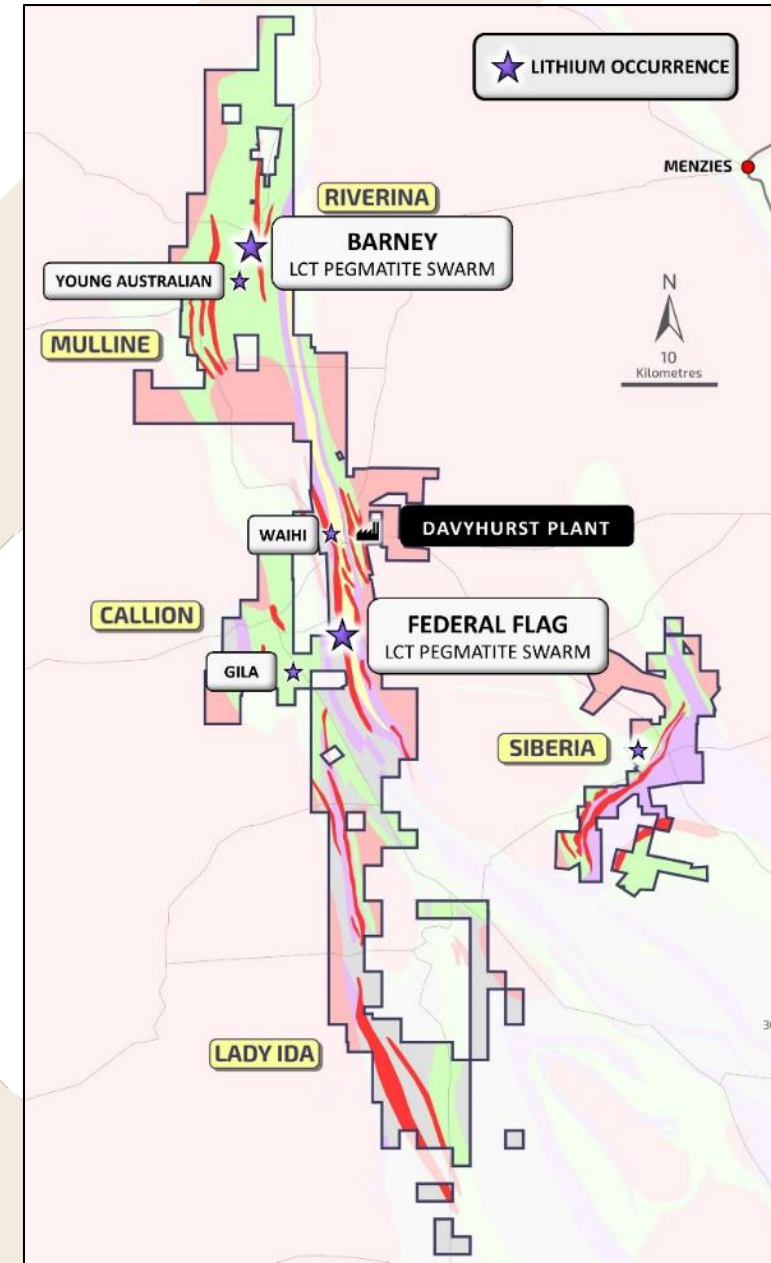 LITHIUM OCCURRENCE
MENZIES
RIVERINA
BARNEY
LCT PEGMATITE SWARM
YOUNG AUSTRALIAN
N
10
Kilometres
MULLINE
WAIHI
DAVYHURST PLANT
CALLION
FEDERAL FLAG
LCT PEGMATITE SWARM
GILA
SIBERIA
LADY IDA